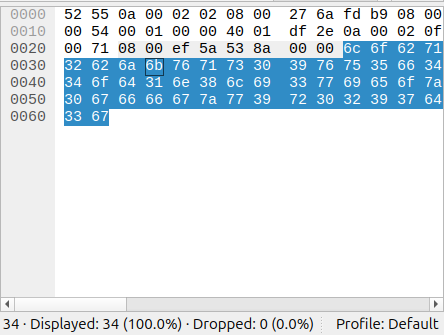 0000 52 55 0a 00 02 02 08 00 27 6a fd b9 08 00
0010 00 54 00 01 00 00 40 01 df 2e 0a 00 02 0f
0020 00 71 08 00 ef 5a 53 8a 00 00 6c 6f 62 71
0030 32 62 6a 6b 76 71 73 30 39 76 75 35 66 34
0040 34 6f 64 31 6e 38 6c 69 33 77 69 65 6f 7a
0050 30 67 66 66 67 7a 77 39 72 30 32 39 37 64
0060 33 67
34 · Displayed: 34 (100.0%) · Dropped: 0 (0.0%) Profile: Default